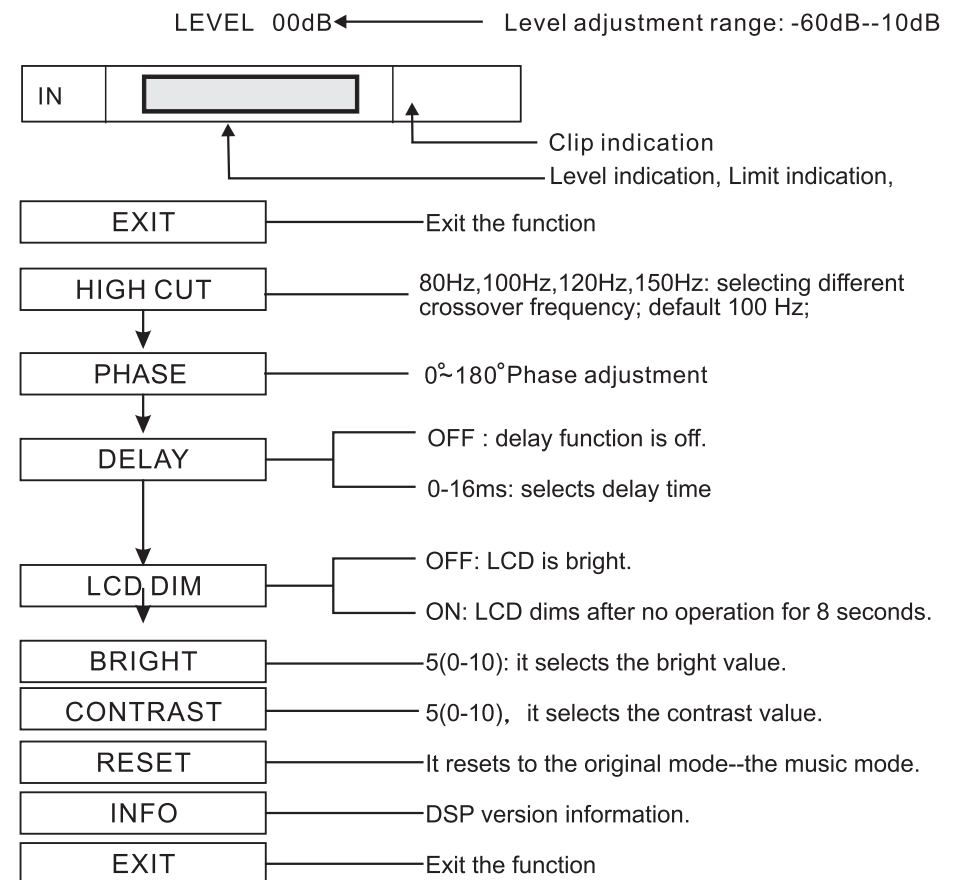 LEVEL 00dB Level adjustment range: -60dB--10dB
IN
Clip indication
Level indication, Limit indication,
EXIT Exit the function
HIGH CUT 80Hz,100Hz,120Hz,150Hz: selecting different
crossover frequency; default 100 Hz;
PHASE 0°~180°Phase adjustment
DELAY OFF : delay function is off.
0-16ms: selects delay time
LCD DIM OFF: LCD is bright.
ON: LCD dims after no operation for 8 seconds.
BRIGHT 5(0-10): it selects the bright value.
CONTRAST 5(0-10), it selects the contrast value.
RESET It resets to the original mode--the music mode.
INFO DSP version information.
EXIT Exit the function